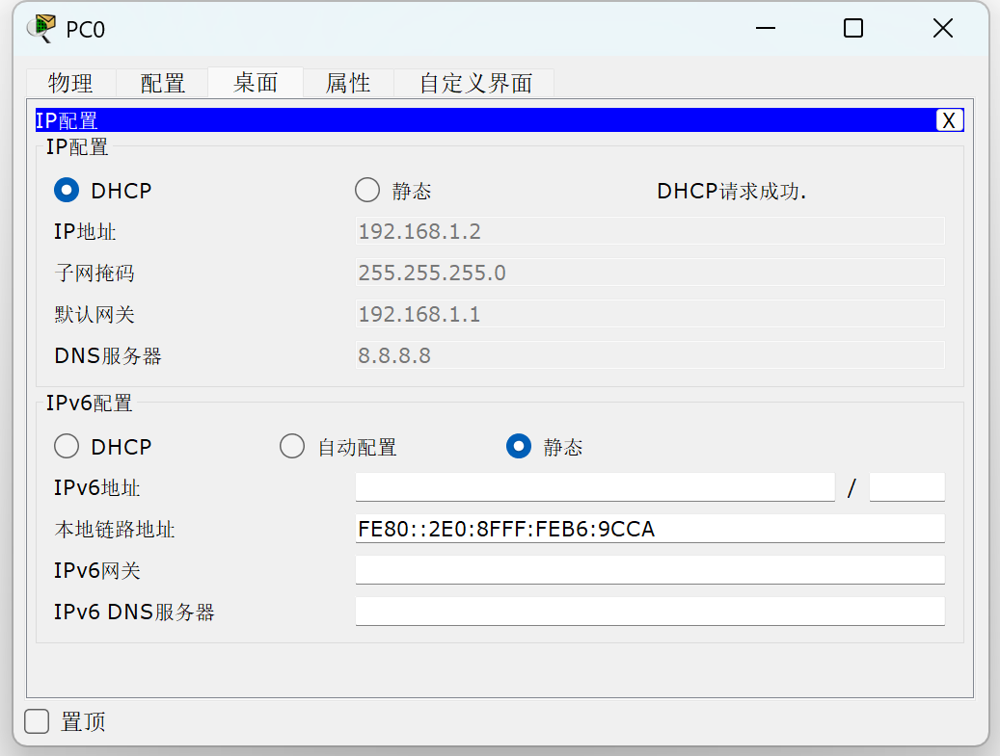 PC0
物理 配置 桌面 属性 自定义界面
IP配置 X
IP配置
DHCP 静态 DHCP请求成功.
IP地址 192.168.1.2
子网掩码 255.255.255.0
默认网关 192.168.1.1
DNS服务器 8.8.8.8
IPv6配置
DHCP 自动配置 静态
IPv6地址 /
本地链路地址 FE80::2E0:8FFF:FEB6:9CCA
IPv6网关
IPv6 DNS服务器
置顶